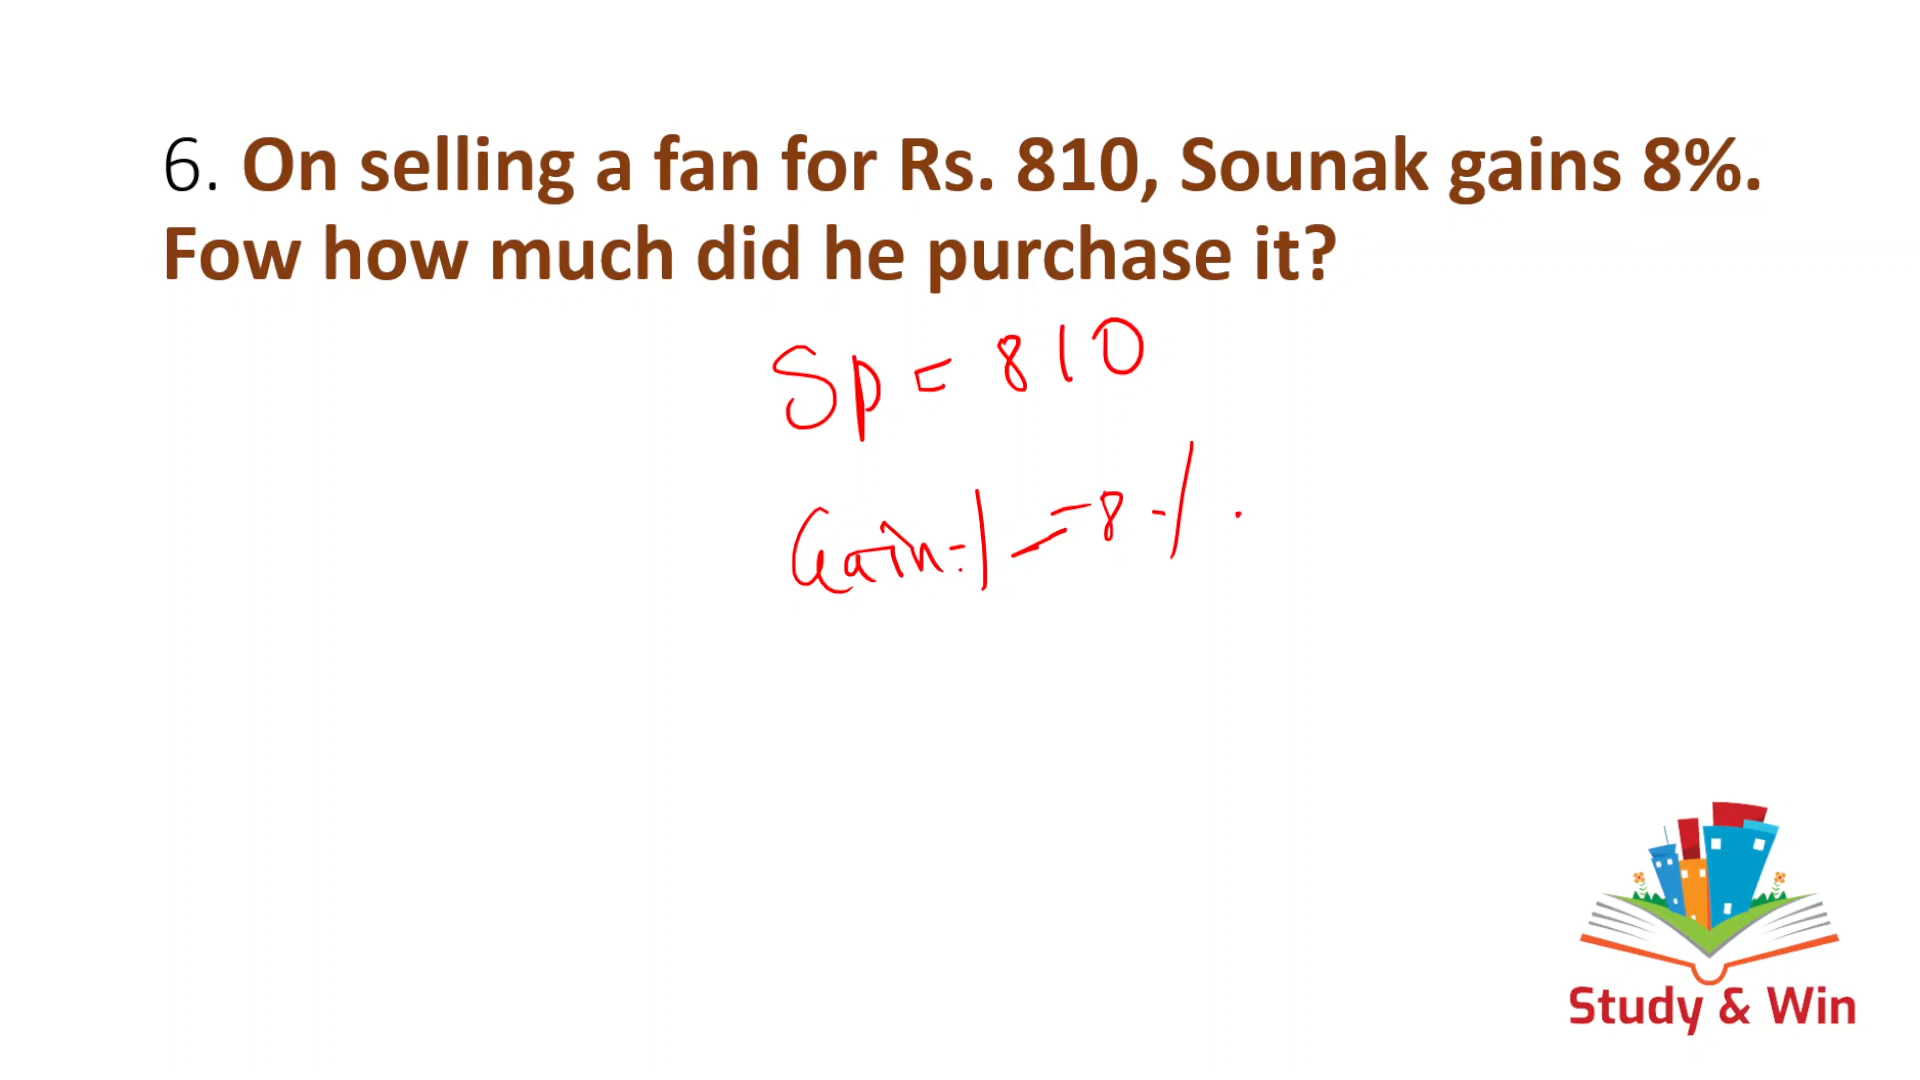 6. On selling a fan for Rs. 810, Sounak gains 8%.
Fow how much did he purchase it?
Sp = 810
Gain % = 8 %.
Study & Win